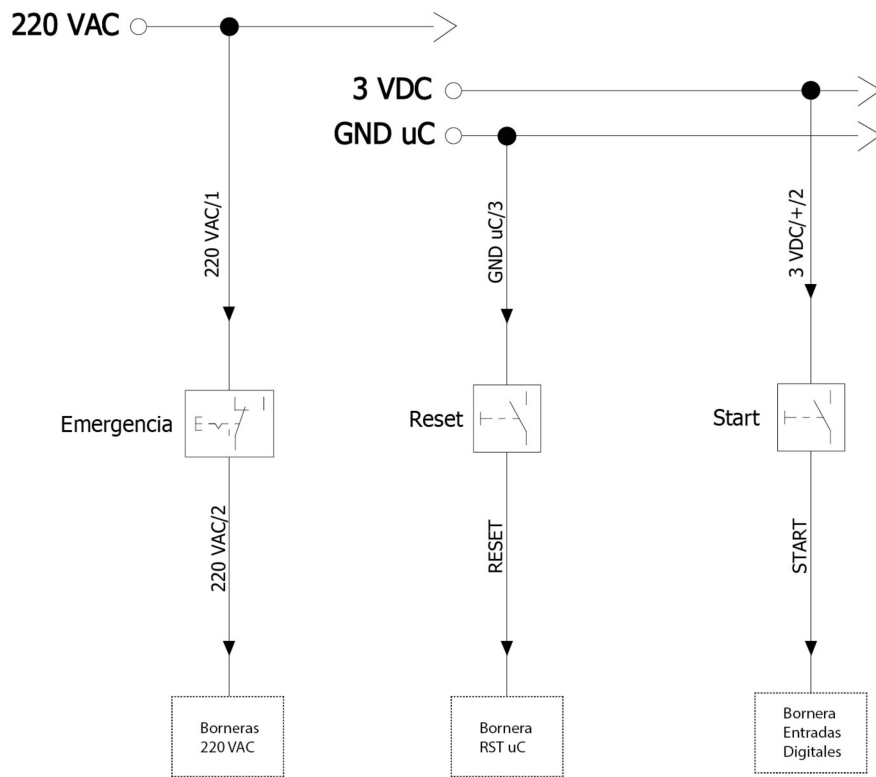 220 VAC
3 VDC
GND uC
220 VAC/1
GND uC/3
3 VDC/+/2
Emergencia
Reset
Start
220 VAC/2
RESET
START
Borneras
220 VAC
Bornera
RST uC
Bornera
Entradas
Digitales